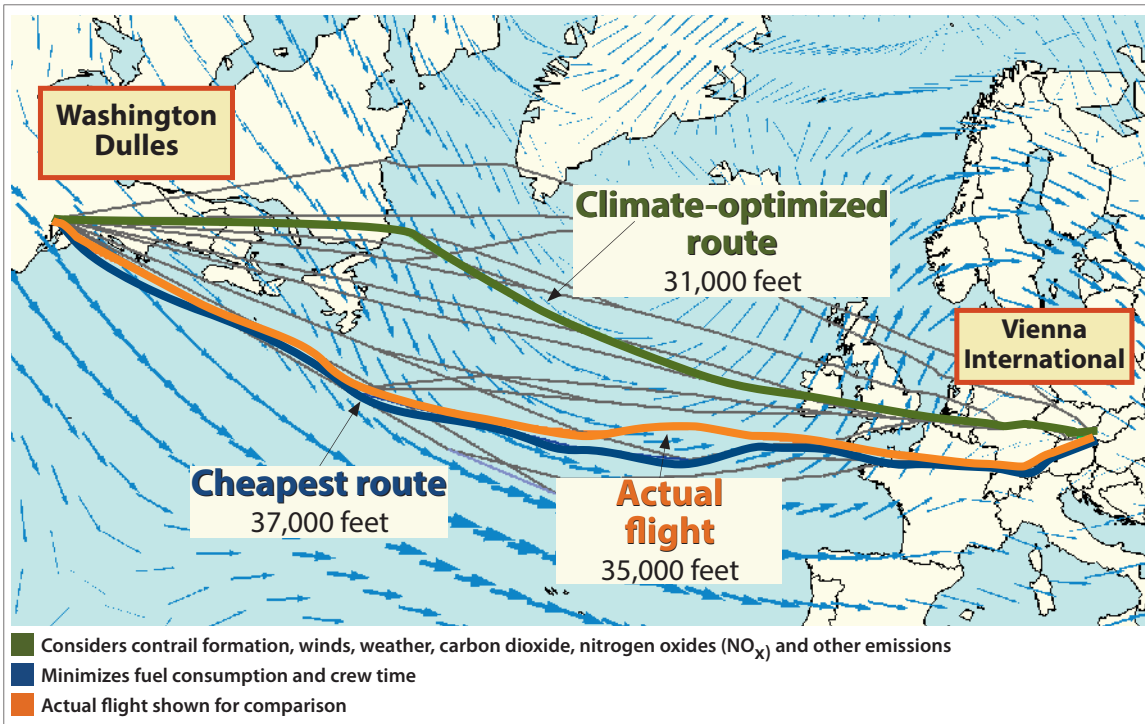 Washington
Dulles
Climate-optimized
route
31,000 feet
Vienna
International
Cheapest route
37,000 feet
Actual
flight
35,000 feet
Considers contrail formation, winds, weather, carbon dioxide, nitrogen oxides (NOX) and other emissions
Minimizes fuel consumption and crew time
Actual flight shown for comparison